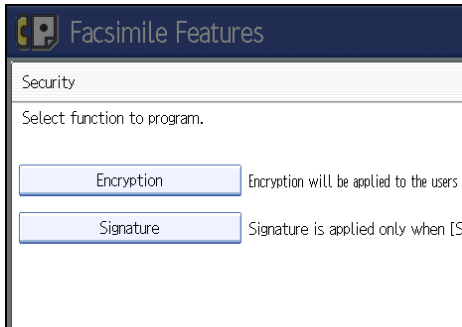 Facsimile Features
Security
Select function to program.
Encryption Encryption will be applied to the users
Signature Signature is applied only when [S